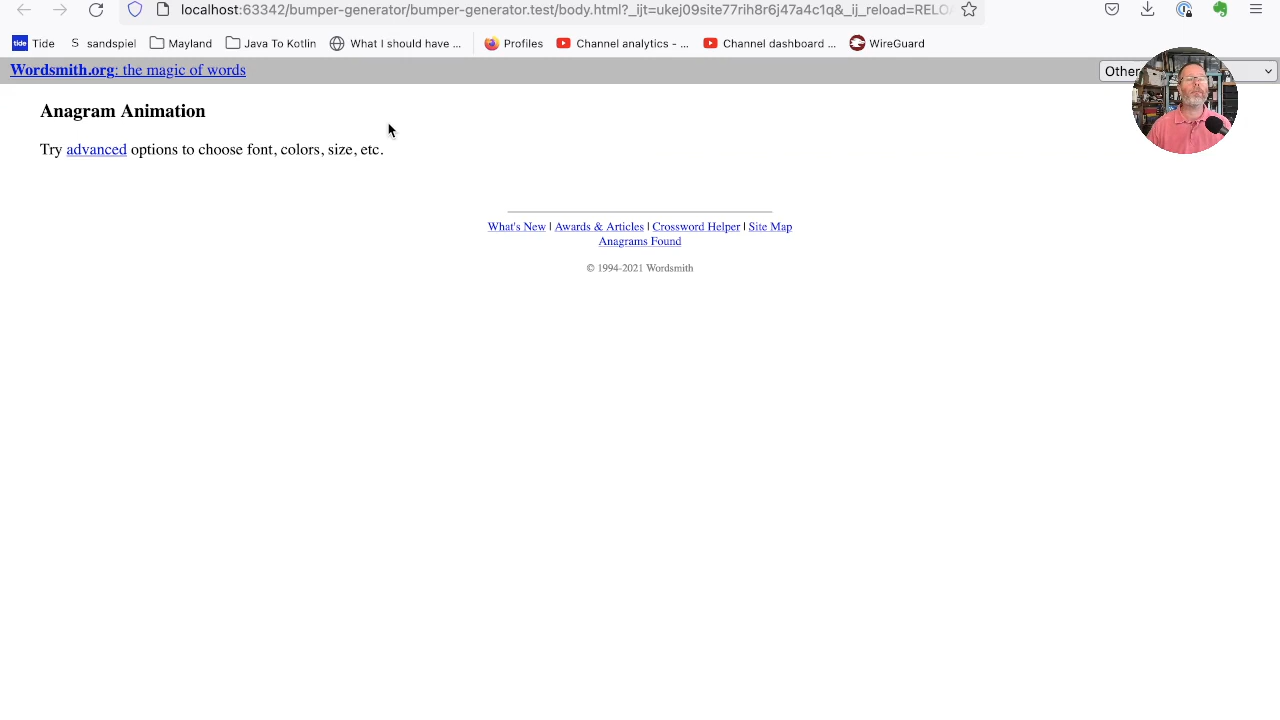 localhost:63342/bumper-generator/bumper-generator.test/body.html?_ijt=ukej09site77rih8r6j47a4c1q&_ij_reload=RELOA
tide Tide S sandspiel Mayland Java To Kotlin What I should have ... Profiles Channel analytics - ... Channel dashboard ... WireGuard
Wordsmith.org: the magic of words Other
Anagram Animation
Try advanced options to choose font, colors, size, etc.
What's New | Awards & Articles | Crossword Helper | Site Map
Anagrams Found
© 1994-2021 Wordsmith